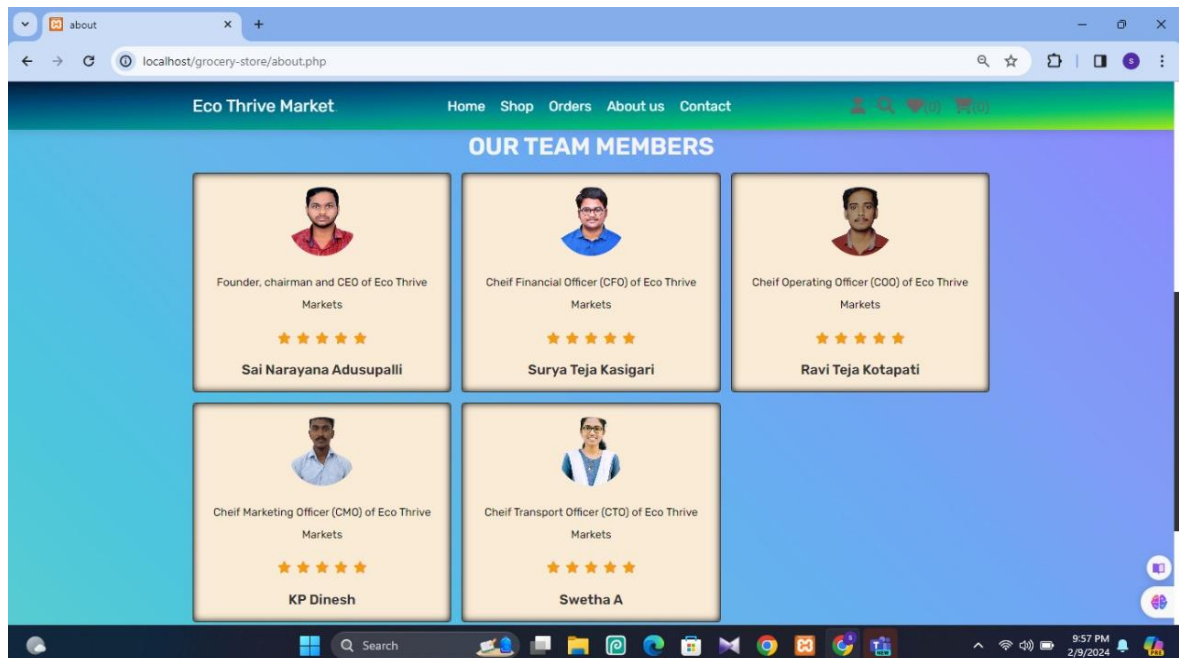 about
localhost/grocery-store/about.php
Eco Thrive Market. Home Shop Orders About us Contact (0) (0)
OUR TEAM MEMBERS
Founder, chairman and CEO of Eco Thrive
Markets
Sai Narayana Adusupalli
Cheif Financial Officer (CFO) of Eco Thrive
Markets
Surya Teja Kasigari
Cheif Operating Officer (COO) of Eco Thrive
Markets
Ravi Teja Kotapati
Cheif Marketing Officer (CMO) of Eco Thrive
Markets
KP Dinesh
Cheif Transport Officer (CTO) of Eco Thrive
Markets
Swetha A
Search
9:57 PM
2/9/2024